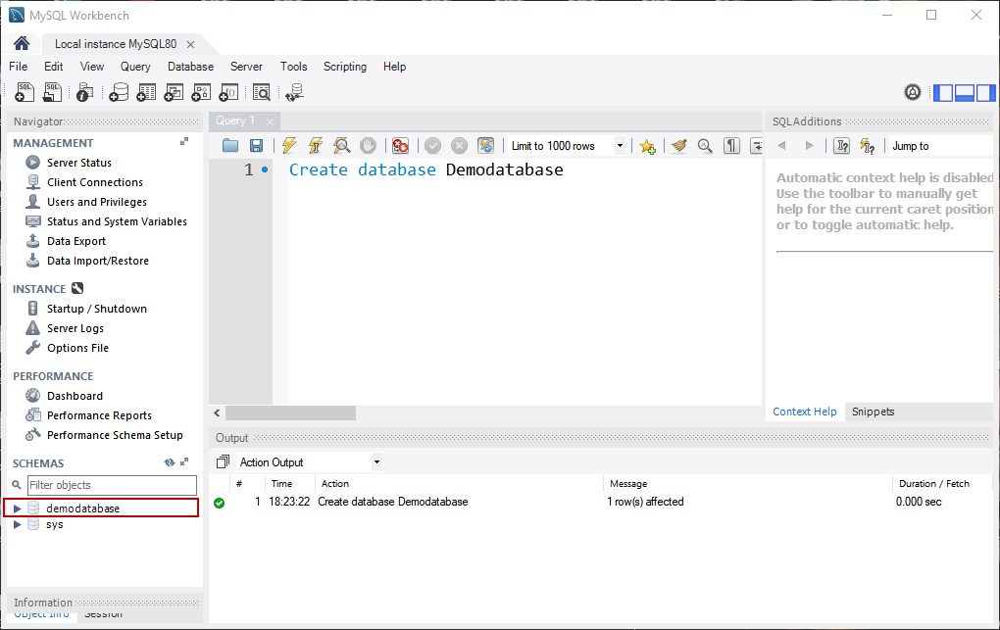 MySQL Workbench
Local instance MySQL80
File Edit View Query Database Server Tools Scripting Help
Navigator
MANAGEMENT
Server Status
Client Connections
Users and Privileges
Status and System Variables
Data Export
Data Import/Restore
INSTANCE
Startup / Shutdown
Server Logs
Options File
PERFORMANCE
Dashboard
Performance Reports
Performance Schema Setup
SCHEMAS
Filter objects
demodatabase
sys
Information
Object Info Session
Query 1
Limit to 1000 rows
1 Create database Demodatabase
SQLAdditions
Jump to
Automatic context help is disabled
Use the toolbar to manually get
help for the current caret position
or to toggle automatic help.
Context Help Snippets
Output
Action Output
# Time Action Message Duration / Fetch
1 18:23:22 Create database Demodatabase 1 row(s) affected 0.000 sec